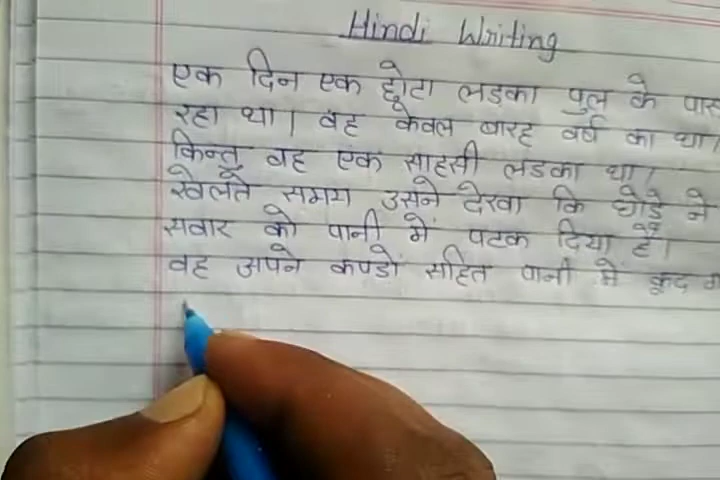 Hindi Writing
एक दिन एक छोटा लड़का पुल के पास
रहा था। वह केवल बारह वर्ष का था।
किन्तु वह एक साहसी लडका था।
खेलते समय उसने देखा कि घोड़े ने
सवार को पानी में पटक दिया है।
वह अपने कपडों सहित पानी में कूद